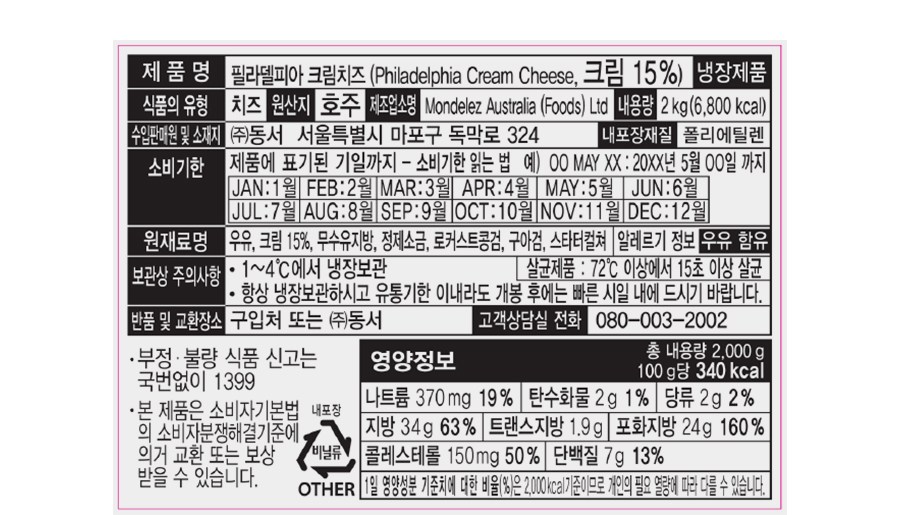 제 품 명 필라델피아 크림치즈 (Philadelphia Cream Cheese, 크림 15%) 냉장제품
식품의 유형 치즈 원산지 호주 제조업소명 Mondelez Australia (Foods) Ltd 내용량 2 kg(6,800 kcal)
수입판매원 및 소재지 ㈜동서 서울특별시 마포구 독막로 324 내포장재질 폴리에틸렌
소비기한 제품에 표기된 기일까지 - 소비기한 읽는 법 예) OO MAY XX : 20XX년 5월 OO일 까지
JAN:1월 FEB:2월 MAR:3월 APR:4월 MAY:5월 JUN:6월
JUL:7월 AUG:8월 SEP:9월 OCT:10월 NOV:11월 DEC:12월
원재료명 우유, 크림 15%, 무수유지방, 정제소금, 로커스트콩검, 구아검, 스타터컬쳐 알레르기 정보 우유 함유
보관상 주의사항 • 1~4℃에서 냉장보관 살균제품 : 72℃ 이상에서 15초 이상 살균
• 항상 냉장보관하시고 유통기한 이내라도 개봉 후에는 빠른 시일 내에 드시기 바랍니다.
반품 및 교환장소 구입처 또는 ㈜동서 고객상담실 전화 080-003-2002
·부정·불량 식품 신고는
국번없이 1399
·본 제품은 소비자기본법
의 소비자분쟁해결기준에
의거 교환 또는 보상
받을 수 있습니다.
내포장
비닐류
OTHER
영양정보 총 내용량 2,000 g
100 g당 340 kcal
나트륨 370 mg 19% 탄수화물 2 g 1% 당류 2 g 2%
지방 34 g 63% 트랜스지방 1.9 g 포화지방 24 g 160%
콜레스테롤 150 mg 50% 단백질 7 g 13%
1일 영양성분 기준치에 대한 비율(%)은 2,000 kcal기준이므로 개인의 필요 열량에 따라 다를 수 있습니다.